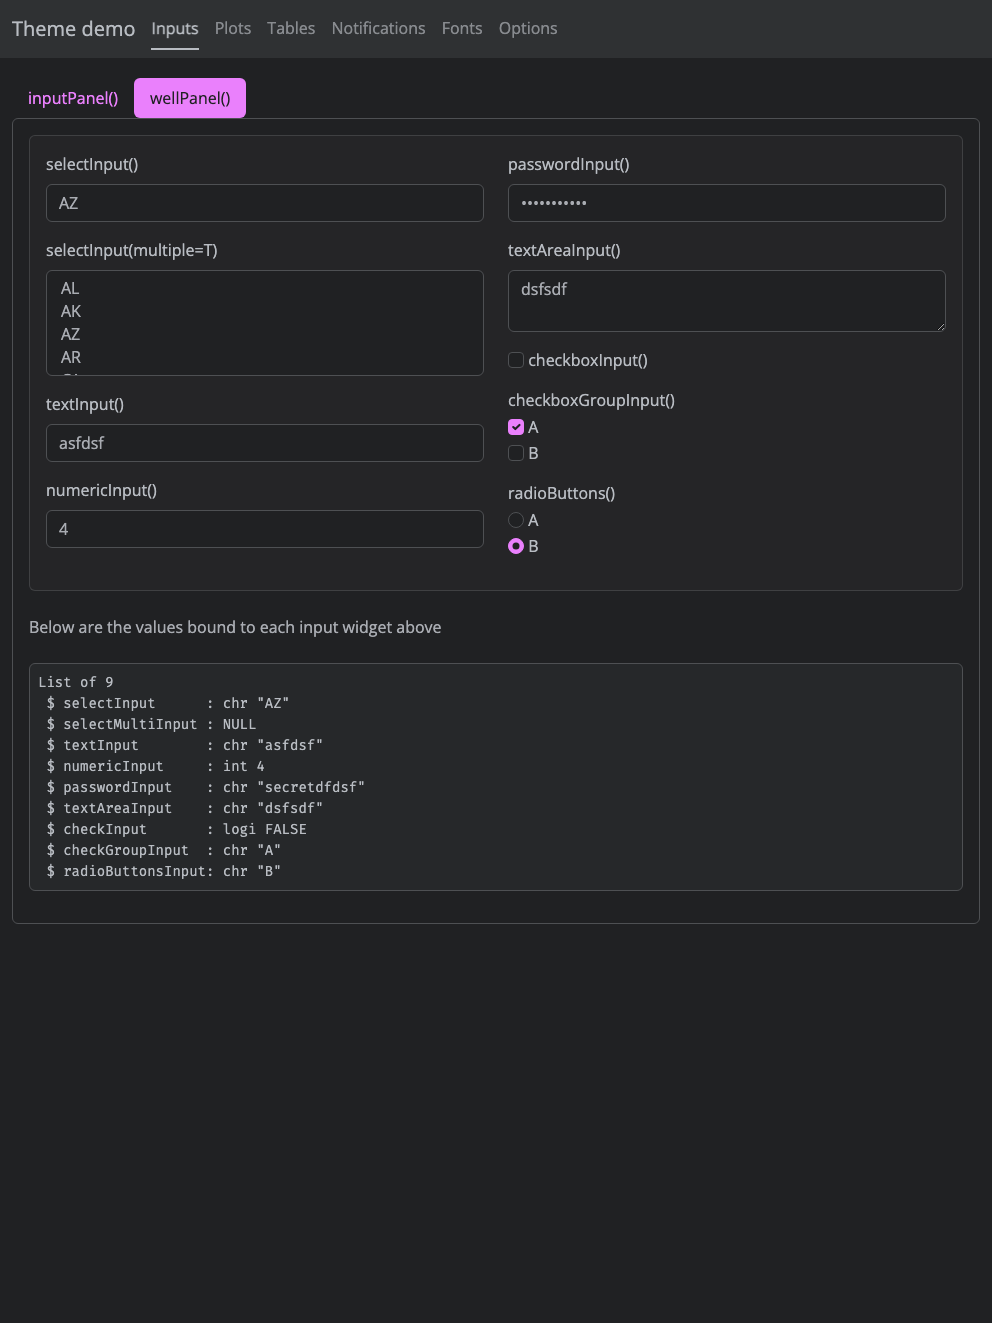 Theme demo Inputs Plots Tables Notifications Fonts Options
inputPanel() wellPanel()
selectInput()
AZ
selectInput(multiple=T)
AL
AK
AZ
AR
textInput()
asfdsf
numericInput()
4
passwordInput()
•••••••••••
textAreaInput()
dsfsdf
checkboxInput()
checkboxGroupInput()
A
B
radioButtons()
A
B
Below are the values bound to each input widget above
List of 9
 $ selectInput      : chr "AZ"
 $ selectMultiInput : NULL
 $ textInput        : chr "asfdsf"
 $ numericInput     : int 4
 $ passwordInput    : chr "secretdfdsf"
 $ textAreaInput    : chr "dsfsdf"
 $ checkInput       : logi FALSE
 $ checkGroupInput  : chr "A"
 $ radioButtonsInput: chr "B"